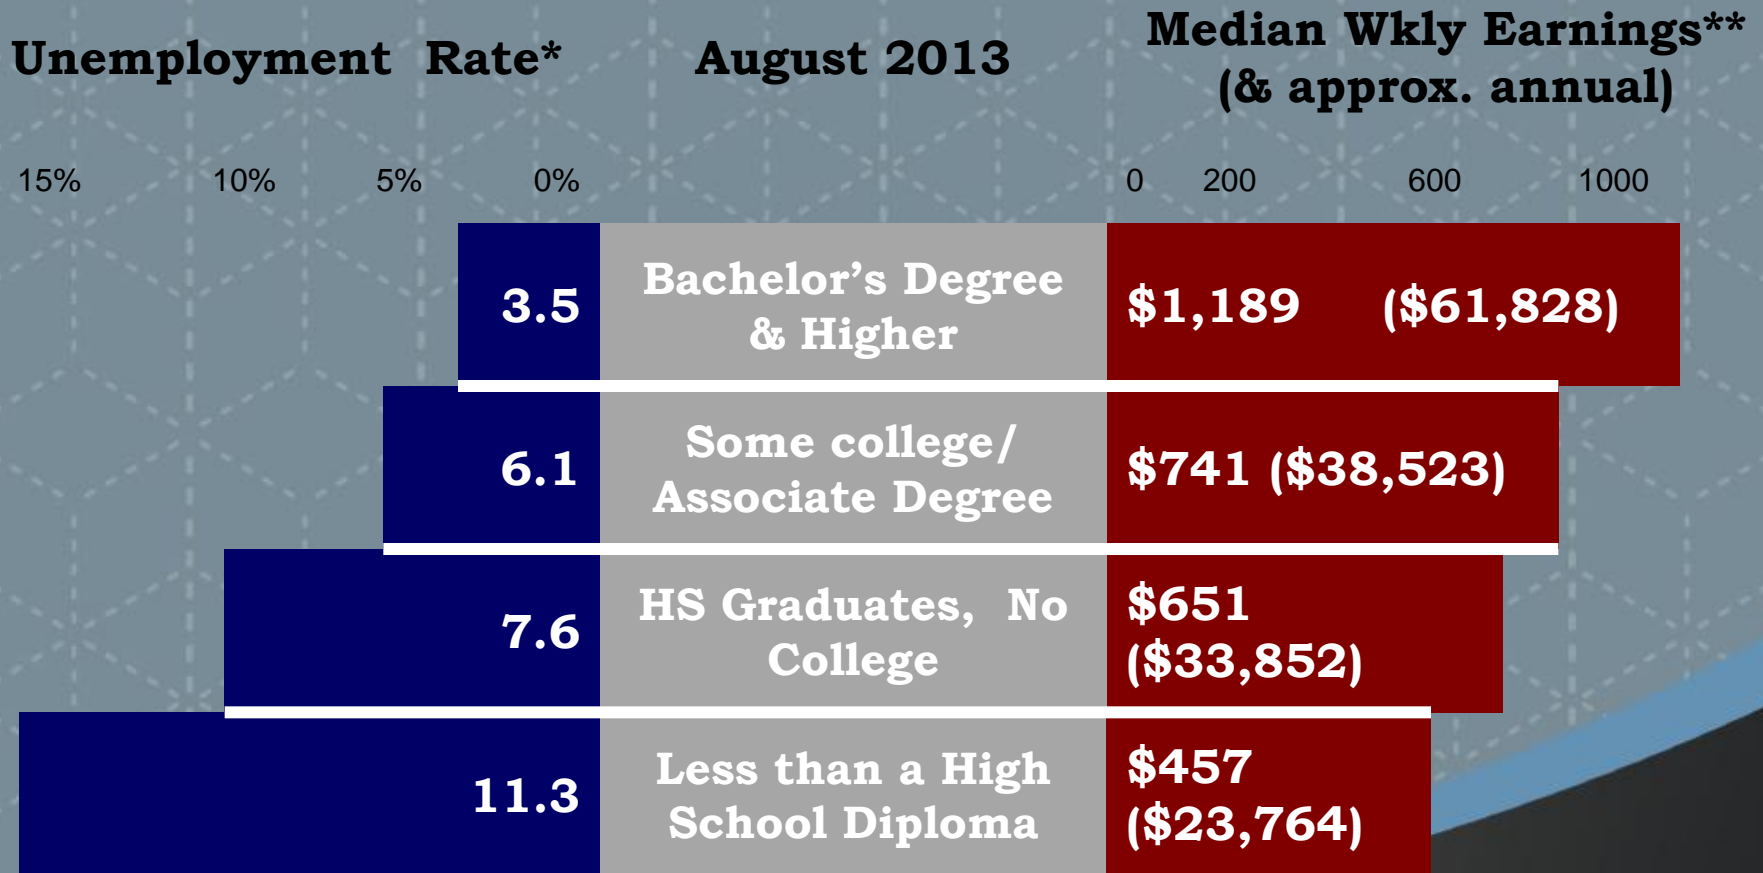 Unemployment Rate*
August 2013
Median Wkly Earnings**
(& approx. annual)
15% 10% 5% 0%
0 200 600 1000
3.5
Bachelor’s Degree
& Higher
$1,189 ($61,828)
6.1
Some college/
Associate Degree
$741 ($38,523)
7.6
HS Graduates, No
College
$651
($33,852)
11.3
Less than a High
School Diploma
$457
($23,764)